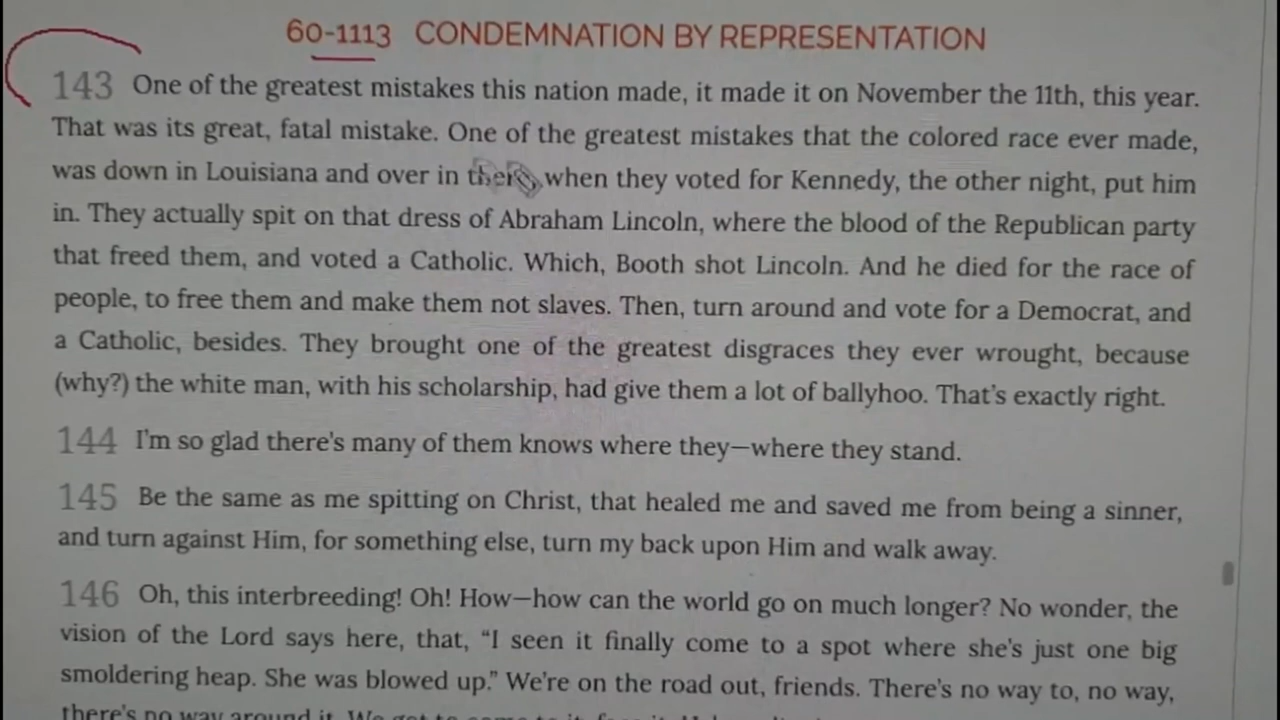 60-1113 CONDEMNATION BY REPRESENTATION
143 One of the greatest mistakes this nation made, it made it on November the 11th, this year.
That was its great, fatal mistake. One of the greatest mistakes that the colored race ever made,
was down in Louisiana and over in there, when they voted for Kennedy, the other night, put him
in. They actually spit on that dress of Abraham Lincoln, where the blood of the Republican party
that freed them, and voted a Catholic. Which, Booth shot Lincoln. And he died for the race of
people, to free them and make them not slaves. Then, turn around and vote for a Democrat, and
a Catholic, besides. They brought one of the greatest disgraces they ever wrought, because
(why?) the white man, with his scholarship, had give them a lot of ballyhoo. That's exactly right.
144 I'm so glad there's many of them knows where they—where they stand.
145 Be the same as me spitting on Christ, that healed me and saved me from being a sinner,
and turn against Him, for something else, turn my back upon Him and walk away.
146 Oh, this interbreeding! Oh! How—how can the world go on much longer? No wonder, the
vision of the Lord says here, that, “I seen it finally come to a spot where she's just one big
smoldering heap. She was blowed up.” We're on the road out, friends. There's no way to, no way,
there's no way around it. We got to come to it, face it.